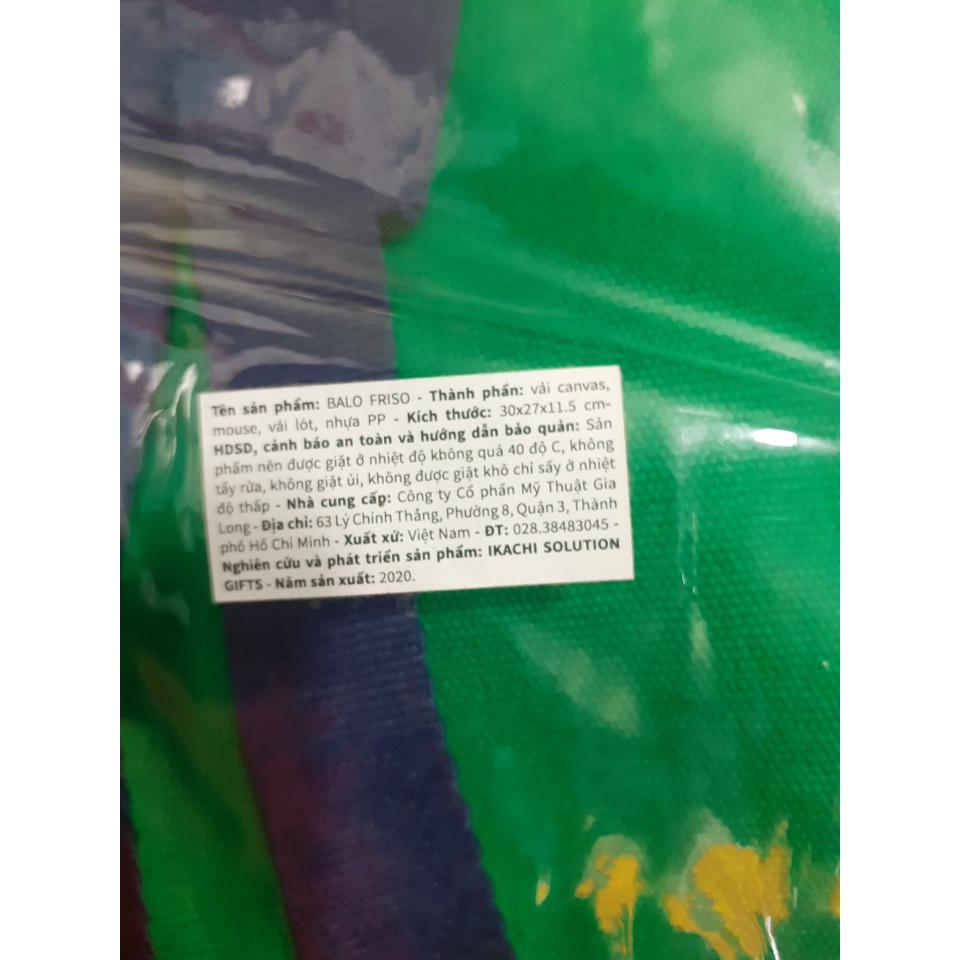 Tên sản phẩm: BALO FRISO - Thành phần: vải canvas,
mouse, vải lót, nhựa PP - Kích thước: 30x27x11.5 cm-
HDSD, cảnh báo an toàn và hướng dẫn bảo quản: Sản
phẩm nên được giặt ở nhiệt độ không quá 40 độ C, không
tẩy rửa, không giặt ủi, không được giặt khô chỉ sấy ở nhiệt
độ thấp - Nhà cung cấp: Công ty Cổ phần Mỹ Thuật Gia
Long - Địa chỉ: 63 Lý Chính Thắng, Phường 8, Quận 3, Thành
phố Hồ Chí Minh - Xuất xứ: Việt Nam - ĐT: 028.38483045 -
Nghiên cứu và phát triển sản phẩm: IKACHI SOLUTION
GIFTS - Năm sản xuất: 2020.